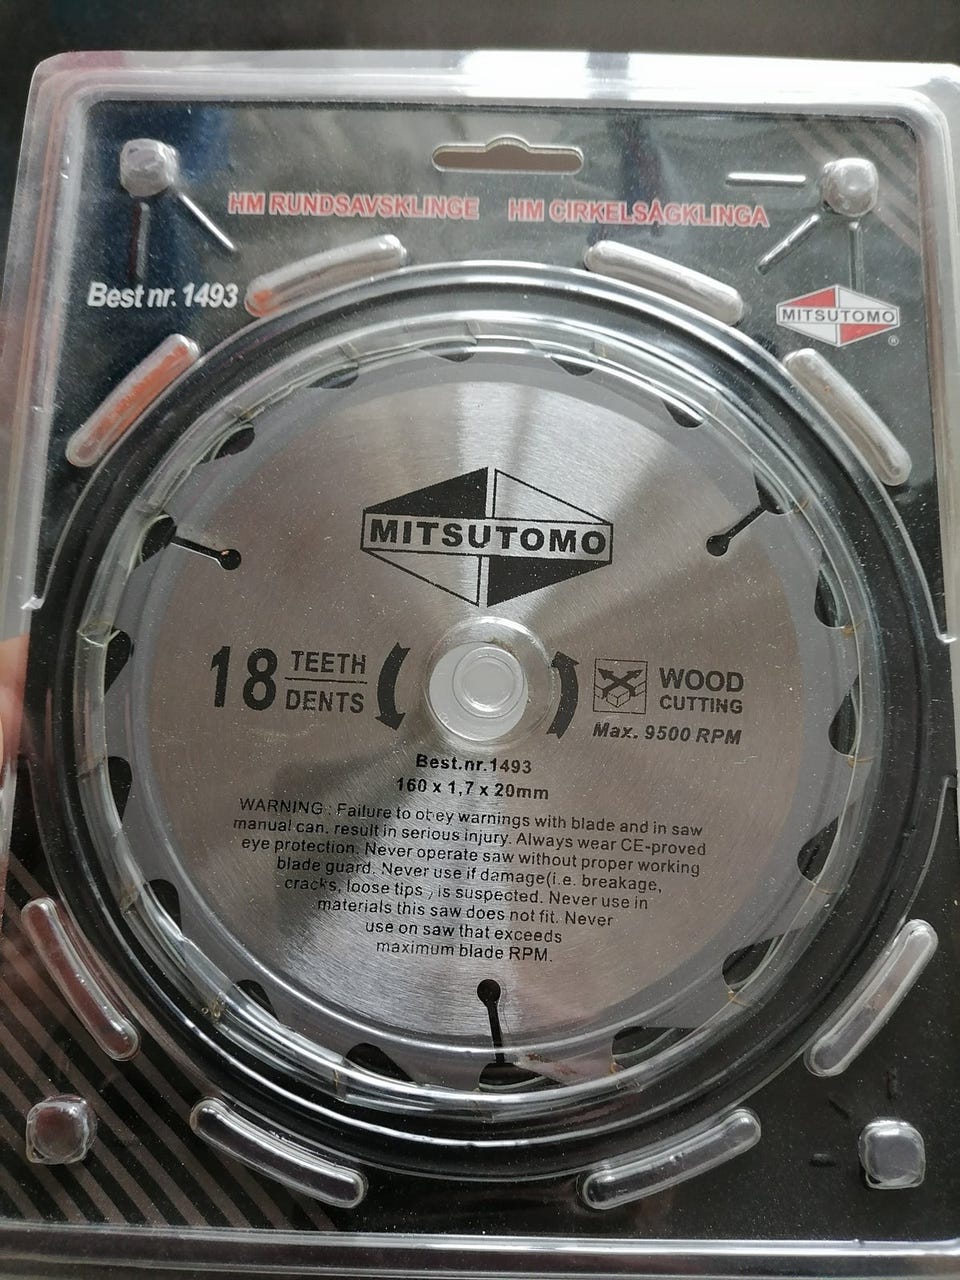 HM RUNDSAVSKLINGE HM CIRKELSÅGKLINGA
Best nr. 1493
MITSUTOMO
®
MITSUTOMO
18 TEETH
DENTS
WOOD
CUTTING
Max. 9500 RPM
Best.nr.1493
160 x 1,7 x 20mm
WARNING : Failure to obey warnings with blade and in saw
manual can. result in serious injury. Always wear CE-proved
eye protection. Never operate saw without proper working
blade guard. Never use if damage(i.e. breakage,
cracks, loose tips ) is suspected. Never use in
materials this saw does not fit. Never
use on saw that exceeds
maximum blade RPM.